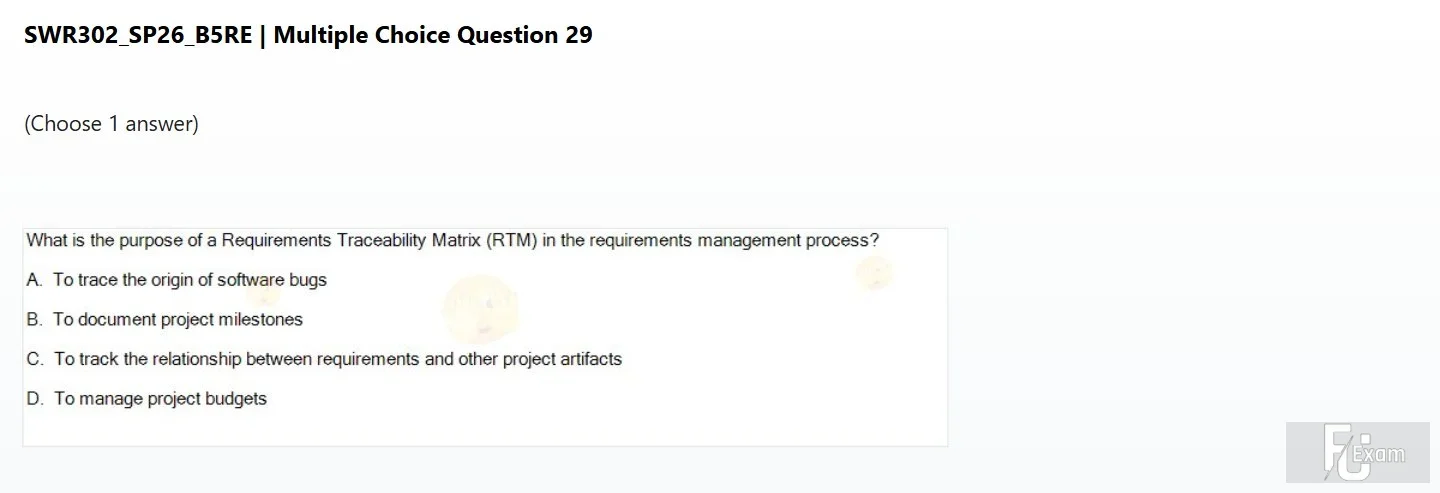 SWR302_SP26_B5RE | Multiple Choice Question 29
(Choose 1 answer)
What is the purpose of a Requirements Traceability Matrix (RTM) in the requirements management process?
A. To trace the origin of software bugs
B. To document project milestones
C. To track the relationship between requirements and other project artifacts
D. To manage project budgets
FU Exam